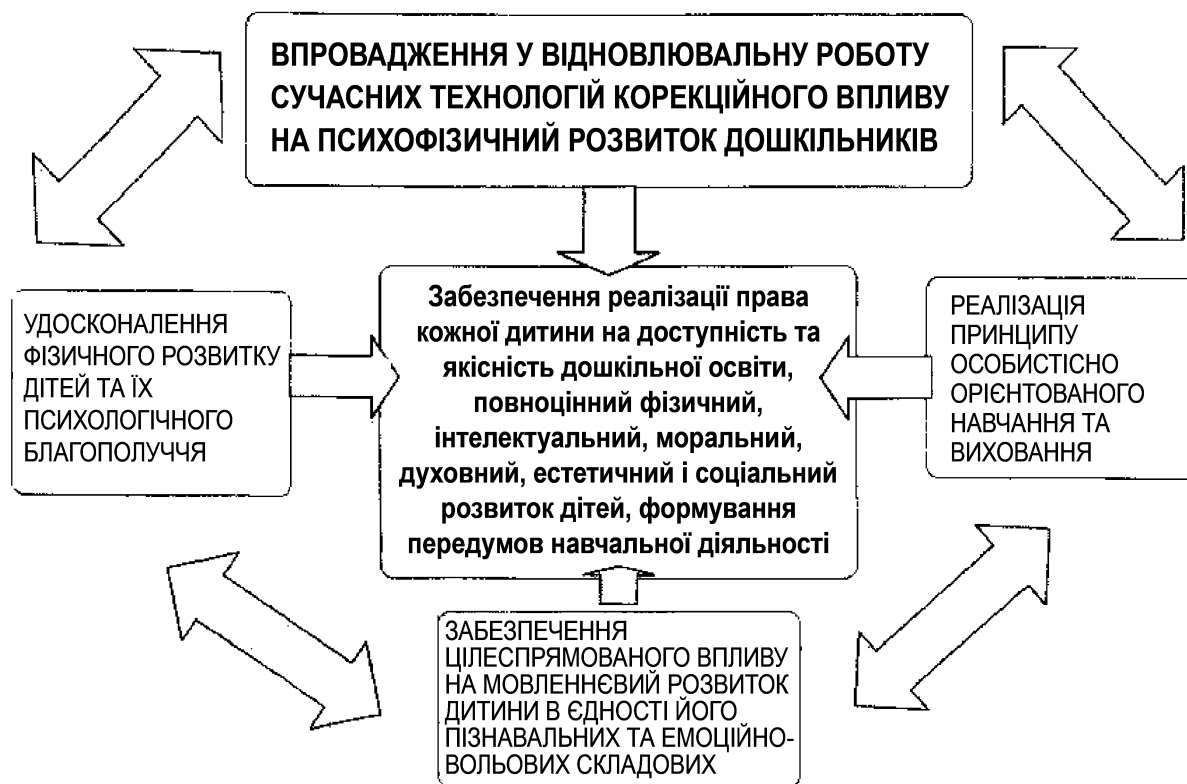 ВПРОВАДЖЕННЯ У ВІДНОВЛЮВАЛЬНУ РОБОТУ
СУЧАСНИХ ТЕХНОЛОГІЙ КОРЕКЦІЙНОГО ВПЛИВУ
НА ПСИХОФІЗИЧНИЙ РОЗВИТОК ДОШКІЛЬНИКІВ
УДОСКОНАЛЕННЯ
ФІЗИЧНОГО РОЗВИТКУ
ДІТЕЙ ТА ЇХ
ПСИХОЛОГІЧНОГО
БЛАГОПОЛУЧЧЯ
Забезпечення реалізації права
кожної дитини на доступність та
якісність дошкільної освіти,
повноцінний фізичний,
інтелектуальний, моральний,
духовний, естетичний і соціальний
розвиток дітей, формування
передумов навчальної діяльності
РЕАЛІЗАЦІЯ
ПРИНЦИПУ
ОСОБИСТІСНО
ОРІЄНТОВАНОГО
НАВЧАННЯ ТА
ВИХОВАННЯ
ЗАБЕЗПЕЧЕННЯ
ЦІЛЕСПРЯМОВАНОГО ВПЛИВУ
НА МОВЛЕННЄВИЙ РОЗВИТОК
ДИТИНИ В ЄДНОСТІ ЙОГО
ПІЗНАВАЛЬНИХ ТА ЕМОЦІЙНО-
ВОЛЬОВИХ СКЛАДОВИХ